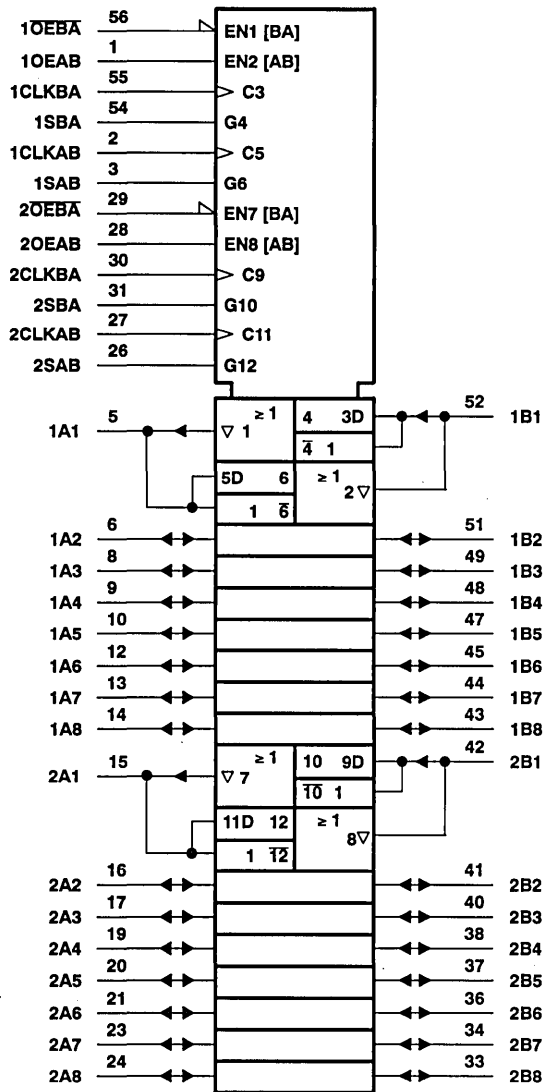 1O̅E̅B̅A̅ 56 EN1 [BA]
1OEAB 1 EN2 [AB]
1CLKBA 55 C3
1SBA 54 G4
1CLKAB 2 C5
1SAB 3 G6
2O̅E̅B̅A̅ 29 EN7 [BA]
2OEAB 28 EN8 [AB]
2CLKBA 30 C9
2SBA 31 G10
2CLKAB 27 C11
2SAB 26 G12
1A1 5 ≥ 1 ▽ 1 4 3D 52 1B1
4̅ 1
5D 6 ≥ 1 2 ▽
1 6̅
1A2 6 51 1B2
1A3 8 49 1B3
1A4 9 48 1B4
1A5 10 47 1B5
1A6 12 45 1B6
1A7 13 44 1B7
1A8 14 43 1B8
2A1 15 ≥ 1 ▽ 7 10 9D 42 2B1
1̅0̅ 1
11D 12 ≥ 1 8 ▽
1 1̅2̅
2A2 16 41 2B2
2A3 17 40 2B3
2A4 19 38 2B4
2A5 20 37 2B5
2A6 21 36 2B6
2A7 23 34 2B7
2A8 24 33 2B8